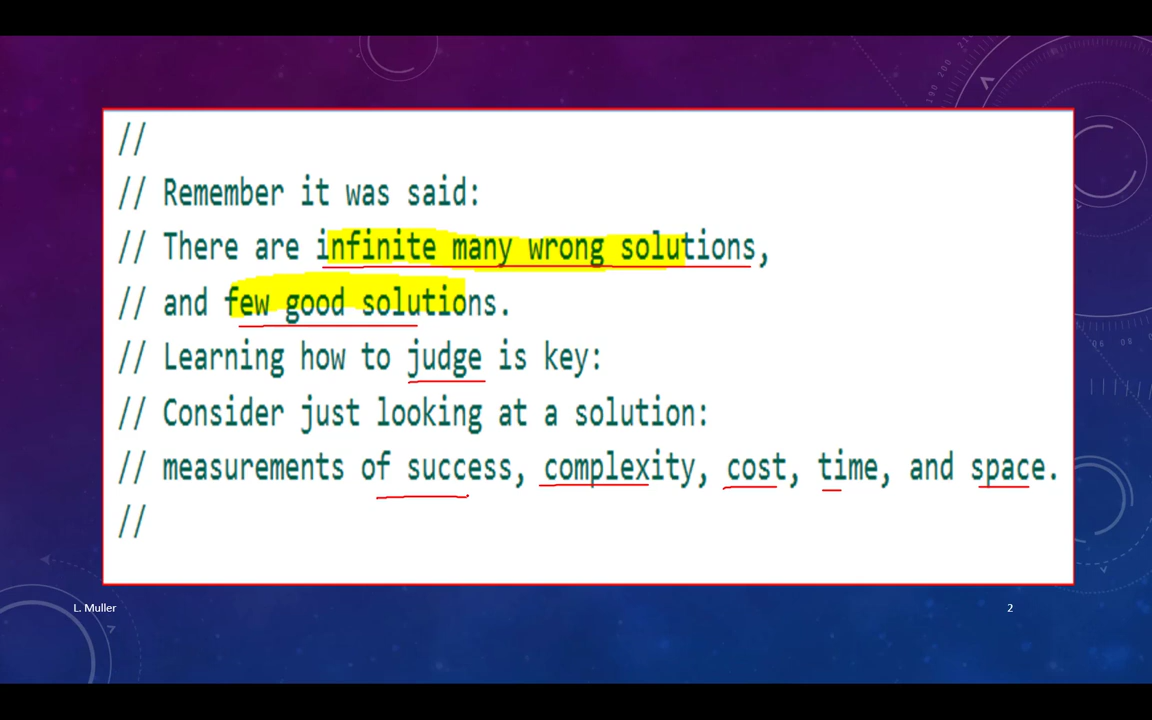 //
// Remember it was said:
// There are infinite many wrong solutions,
// and few good solutions.
// Learning how to judge is key:
// Consider just looking at a solution:
// measurements of success, complexity, cost, time, and space.
//
L. Muller
2